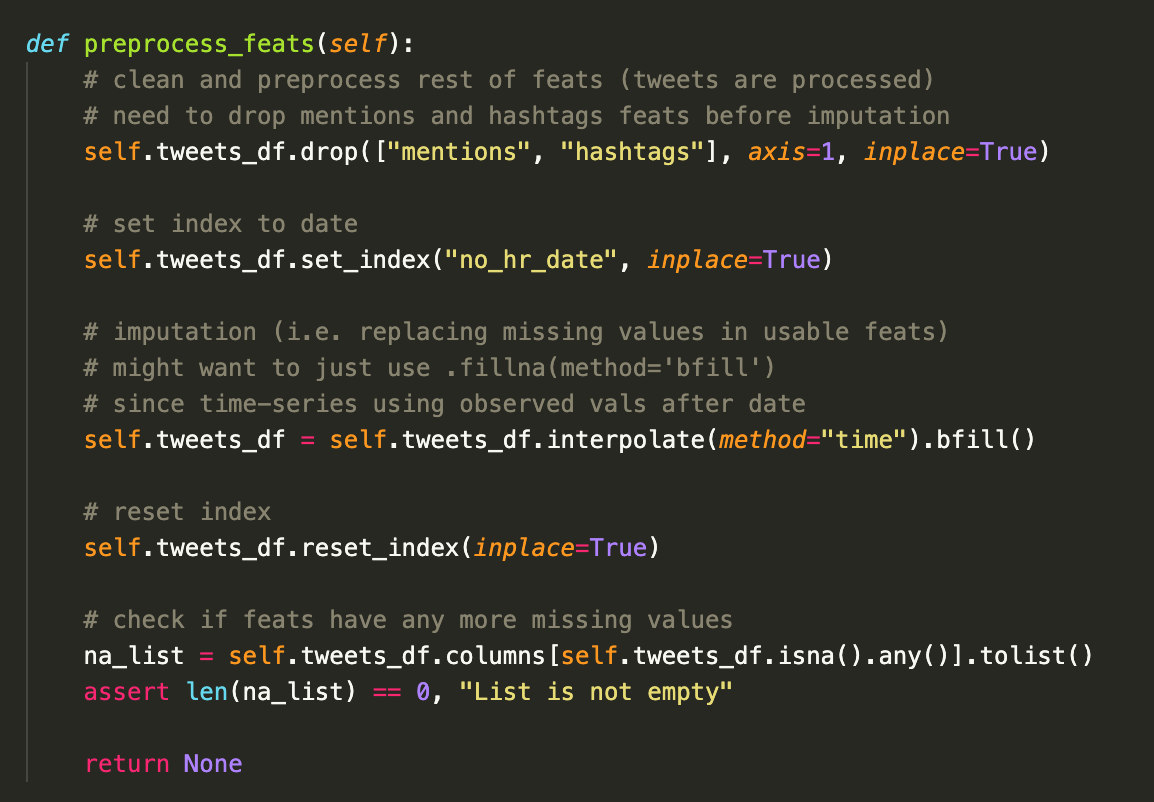 def preprocess_feats(self):
    # clean and preprocess rest of feats (tweets are processed)
    # need to drop mentions and hashtags feats before imputation
    self.tweets_df.drop(["mentions", "hashtags"], axis=1, inplace=True)

    # set index to date
    self.tweets_df.set_index("no_hr_date", inplace=True)

    # imputation (i.e. replacing missing values in usable feats)
    # might want to just use .fillna(method='bfill')
    # since time-series using observed vals after date
    self.tweets_df = self.tweets_df.interpolate(method="time").bfill()

    # reset index
    self.tweets_df.reset_index(inplace=True)

    # check if feats have any more missing values
    na_list = self.tweets_df.columns[self.tweets_df.isna().any()].tolist()
    assert len(na_list) == 0, "List is not empty"

    return None